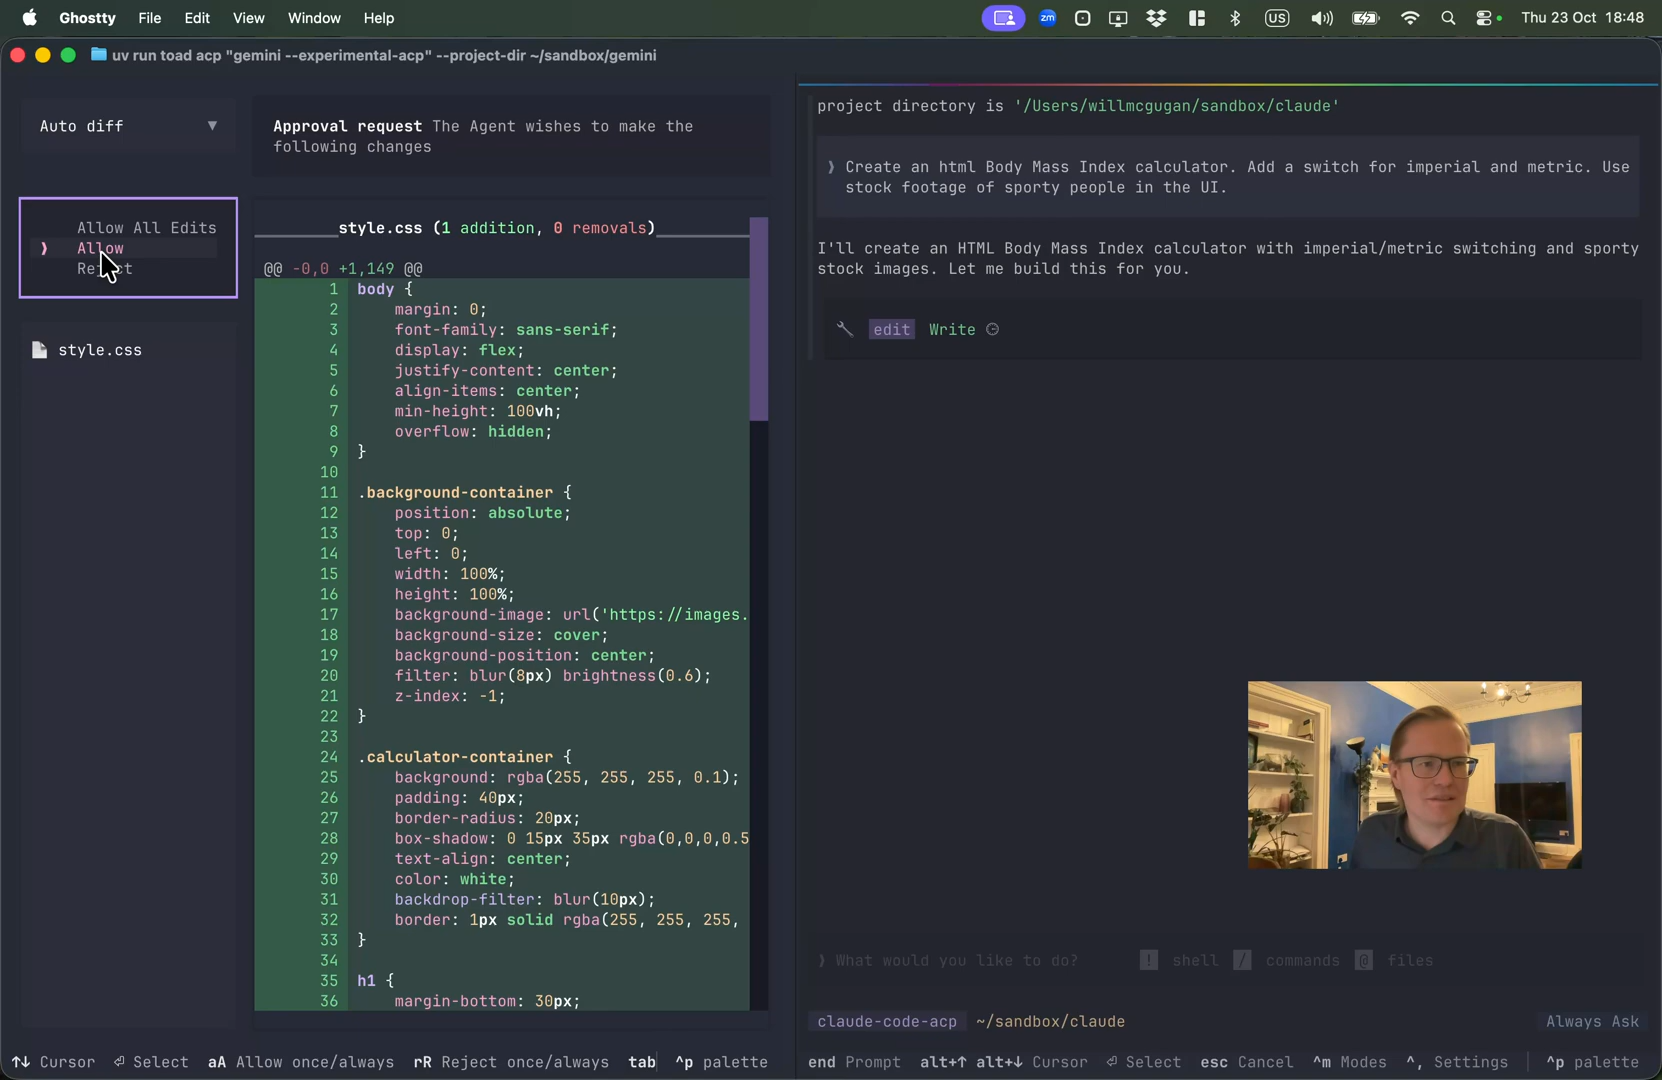 Ghostty File Edit View Window Help
zm US Thu 23 Oct 18:48
uv run toad acp "gemini --experimental-acp" --project-dir ~/sandbox/gemini
Auto diff ▼
Approval request The Agent wishes to make the
following changes
Allow All Edits
❱ Allow
Reject
style.css
style.css (1 addition, 0 removals)
@@ -0,0 +1,149 @@
1 body {
2 margin: 0;
3 font-family: sans-serif;
4 display: flex;
5 justify-content: center;
6 align-items: center;
7 min-height: 100vh;
8 overflow: hidden;
9 }
10
11 .background-container {
12 position: absolute;
13 top: 0;
14 left: 0;
15 width: 100%;
16 height: 100%;
17 background-image: url('https://images.
18 background-size: cover;
19 background-position: center;
20 filter: blur(8px) brightness(0.6);
21 z-index: -1;
22 }
23
24 .calculator-container {
25 background: rgba(255, 255, 255, 0.1);
26 padding: 40px;
27 border-radius: 20px;
28 box-shadow: 0 15px 35px rgba(0,0,0,0.5
29 text-align: center;
30 color: white;
31 backdrop-filter: blur(10px);
32 border: 1px solid rgba(255, 255, 255,
33 }
34
35 h1 {
36 margin-bottom: 30px;
↑↓ Cursor ⏎ Select aA Allow once/always rR Reject once/always tab ^p palette
project directory is '/Users/willmcgugan/sandbox/claude'
❱ Create an html Body Mass Index calculator. Add a switch for imperial and metric. Use
stock footage of sporty people in the UI.
I'll create an HTML Body Mass Index calculator with imperial/metric switching and sporty
stock images. Let me build this for you.
edit Write
❱ What would you like to do? ! shell / commands @ files
claude-code-acp ~/sandbox/claude Always Ask
end Prompt alt+↑ alt+↓ Cursor ⏎ Select esc Cancel ^m Modes ^, Settings ^p palette